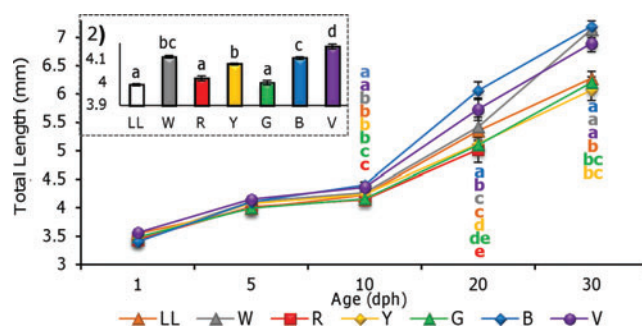 2)
4.1
4
3.9
a
bc
a
b
a
c
d
LL W R Y G B V
Total Length (mm)
7
6.5
6
5.5
5
4.5
4
3.5
3
a
a
b
b
b
b
c
c
a
b
c
c
d
de
e
a
a
a
b
bc
bc
1 5 10 20 30
Age (dph)
LL W R Y G B V